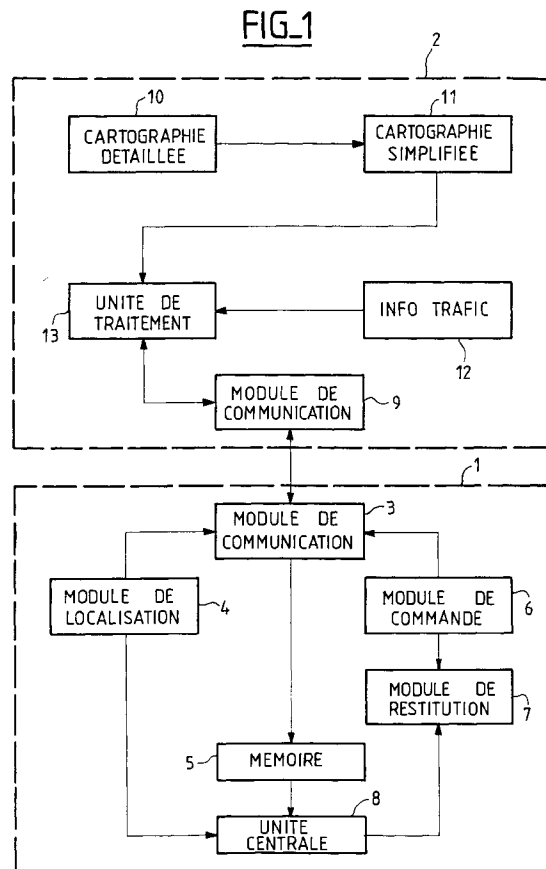 FIG_1
2
10
CARTOGRAPHIE
DETAILLEE
11
CARTOGRAPHIE
SIMPLIFIEE
UNITE DE
TRAITEMENT
13
INFO TRAFIC
12
MODULE DE
COMMUNICATION
9
1
MODULE DE
COMMUNICATION
3
MODULE DE
LOCALISATION
4
MODULE DE
COMMANDE
6
MODULE DE
RESTITUTION
7
5
MEMOIRE
8
UNITE
CENTRALE